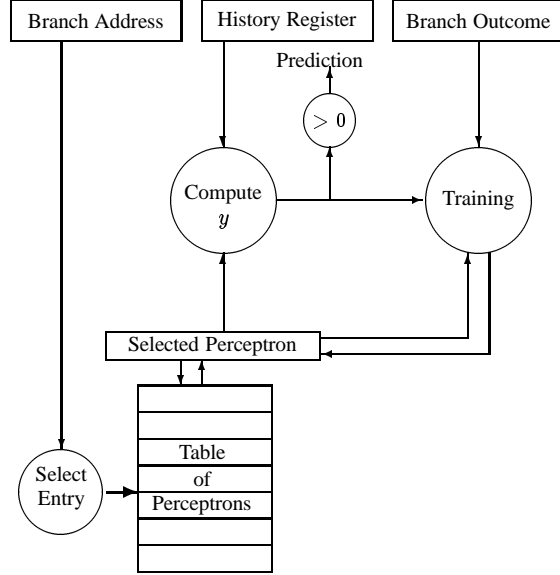 Branch Address
History Register
Branch Outcome
Prediction
> 0
Compute
y
Training
Selected Perceptron
Table
of
Perceptrons
Select
Entry